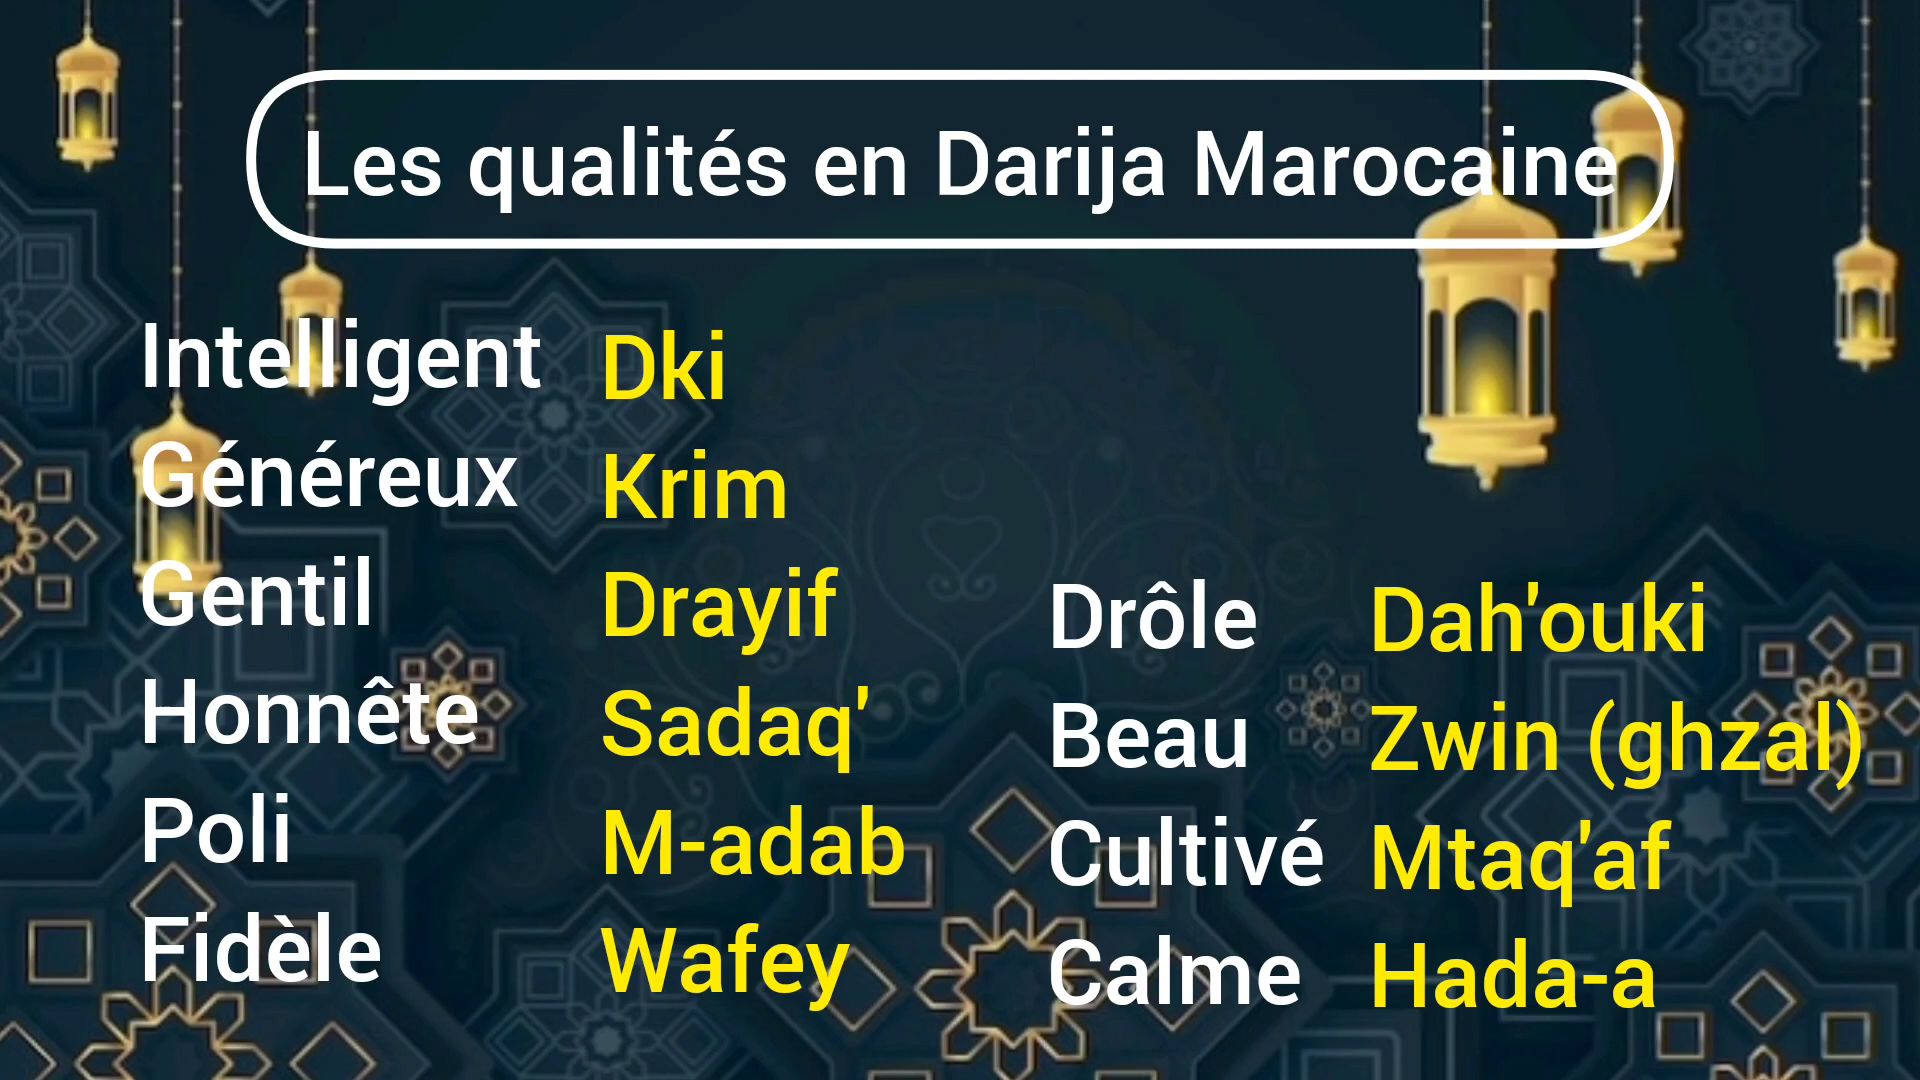 Les qualités en Darija Marocaine
Intelligent Dki
Généreux Krim
Gentil Drayif
Honnête Sadaq'
Poli M-adab
Fidèle Wafey
Drôle Dah'ouki
Beau Zwin (ghzal)
Cultivé Mtaq'af
Calme Hada-a